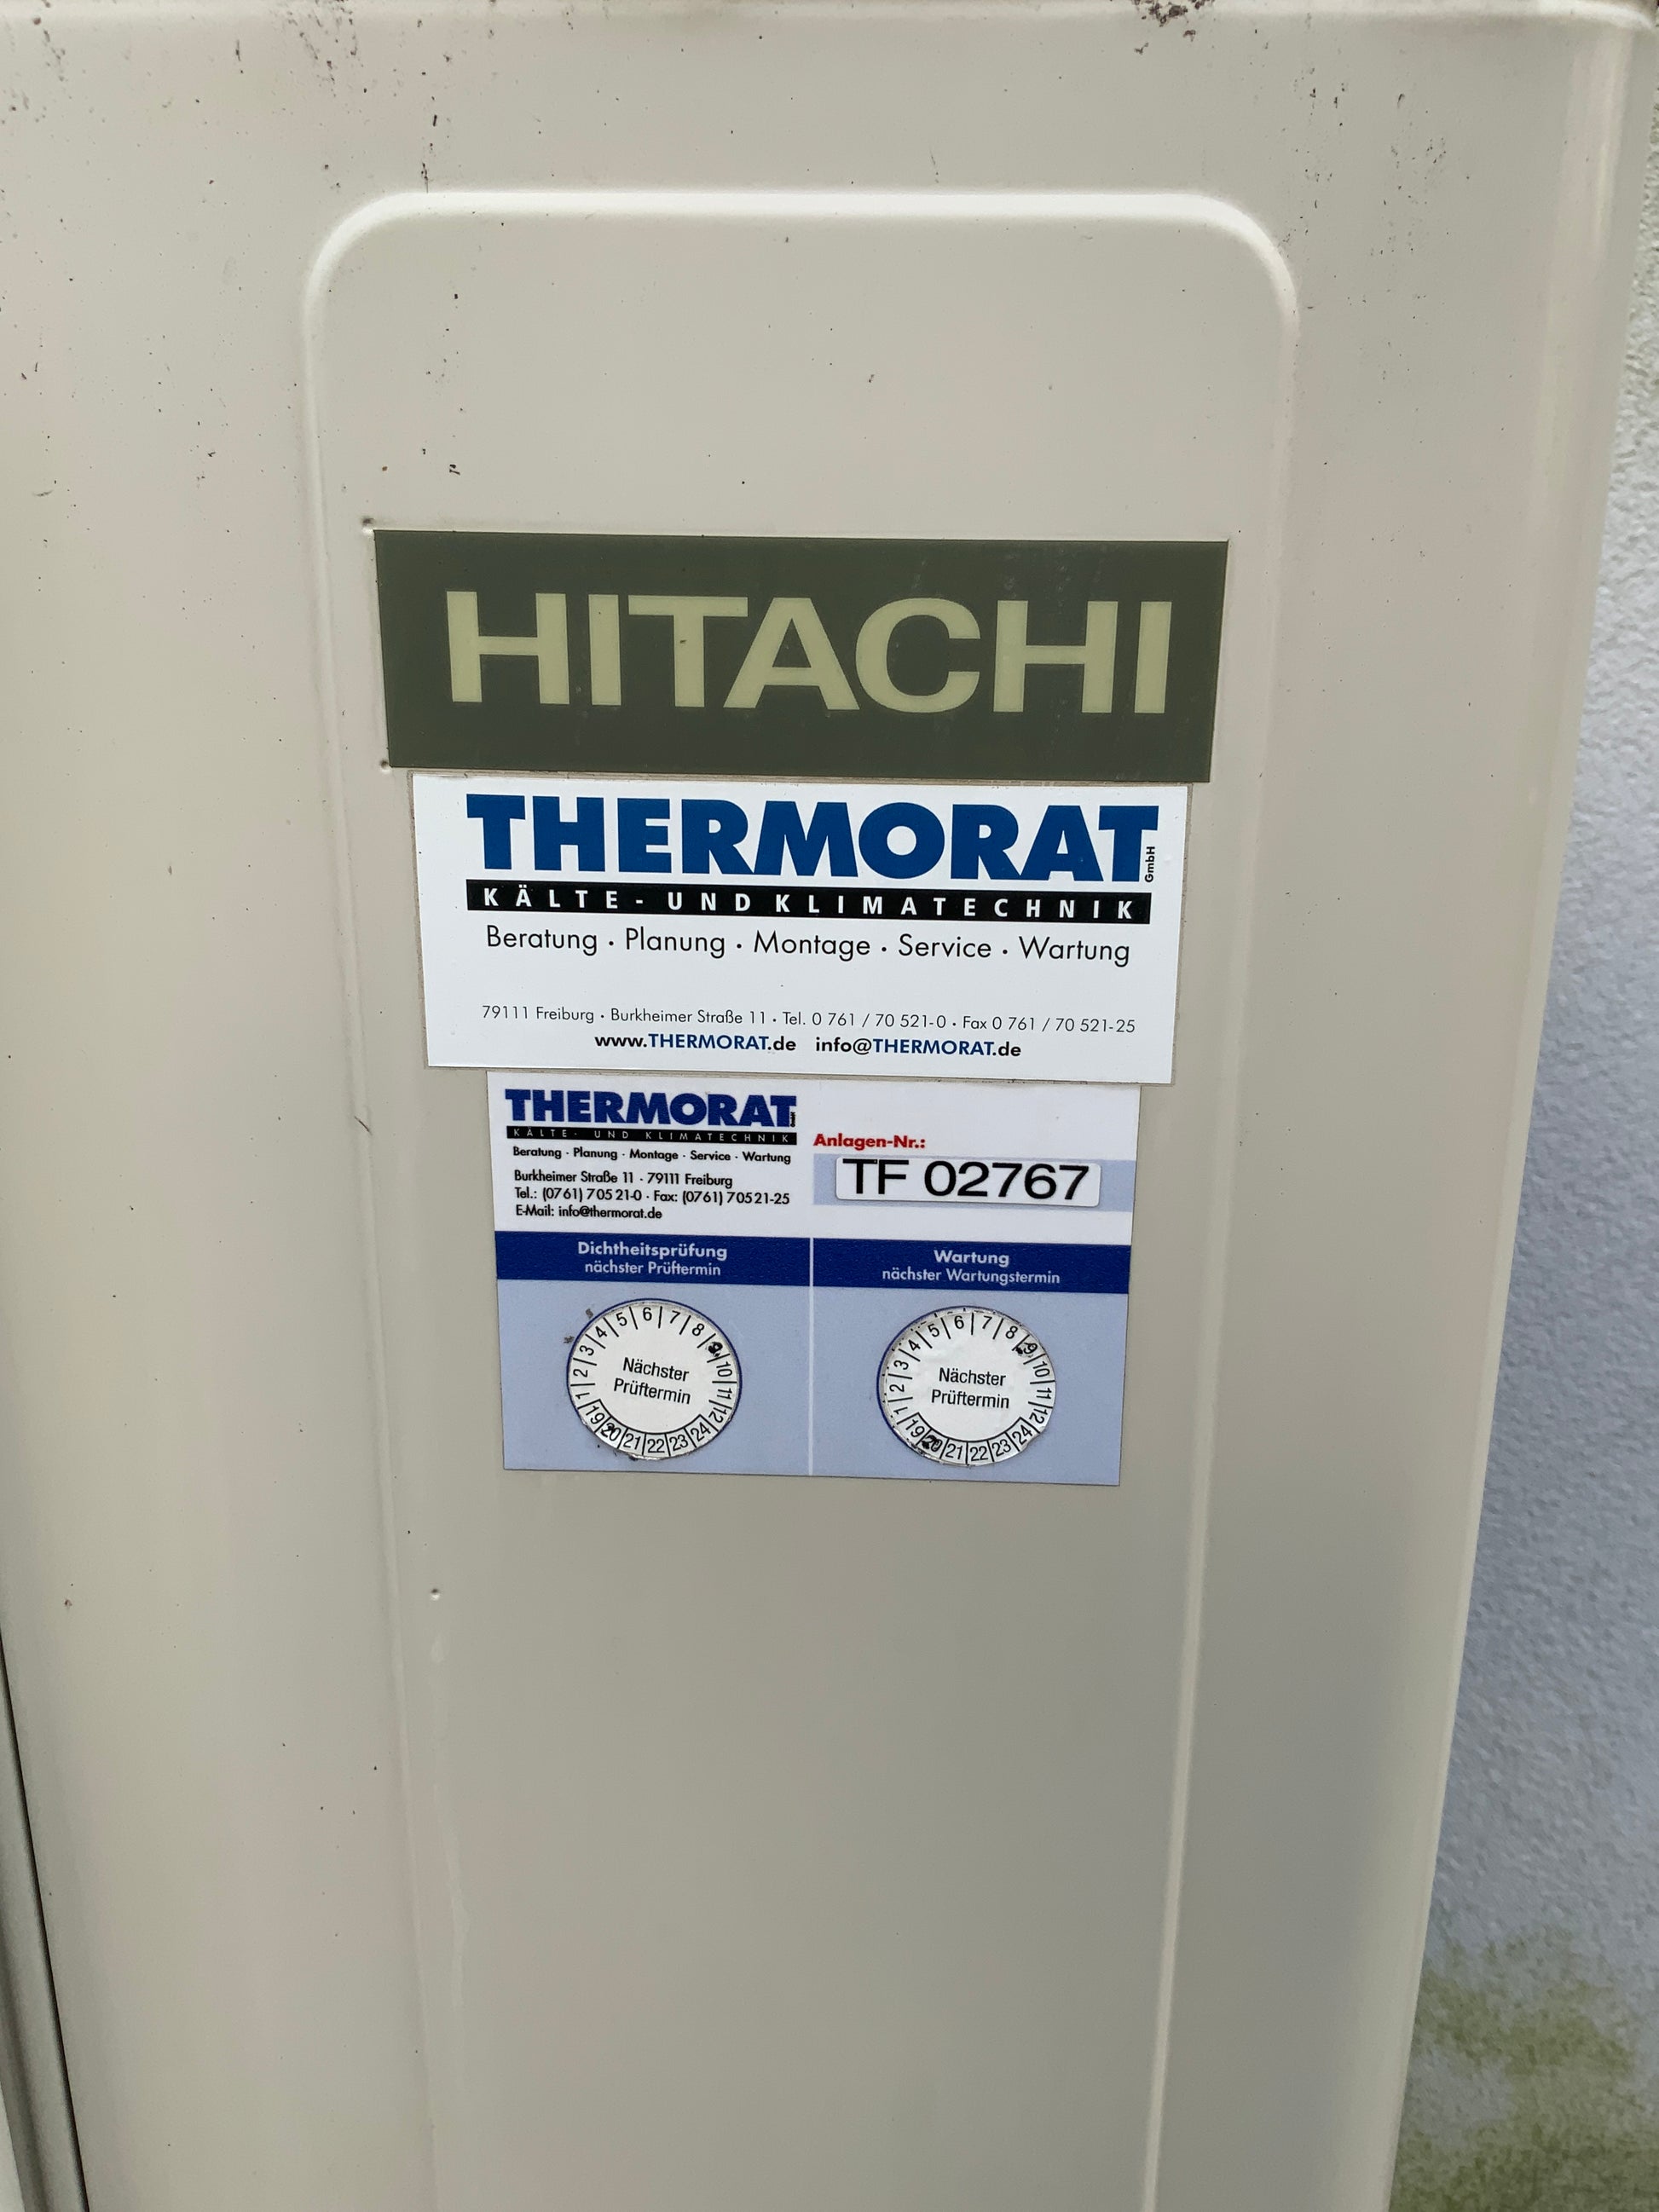 HITACHI
THERMORAT GmbH
KÄLTE- UND KLIMATECHNIK
Beratung · Planung · Montage · Service · Wartung
79111 Freiburg · Burkheimer Straße 11 · Tel. 0 761 / 70 521-0 · Fax 0 761 / 70 521-25
www.THERMORAT.de info@THERMORAT.de
THERMORAT GmbH
KÄLTE- UND KLIMATECHNIK
Beratung · Planung · Montage · Service · Wartung
Burkheimer Straße 11 · 79111 Freiburg
Tel.: (0761) 705 21-0 · Fax: (0761) 705 21-25
E-Mail: info@thermorat.de
Anlagen-Nr.:
TF 02767
Dichtheitsprüfung
nächster Prüftermin
1 2 3 4 5 6 7 8 9 10 11 12
Nächster
Prüftermin
19 20 21 22 23 24
Wartung
nächster Wartungstermin
1 2 3 4 5 6 7 8 9 10 11 12
Nächster
Prüftermin
19 20 21 22 23 24